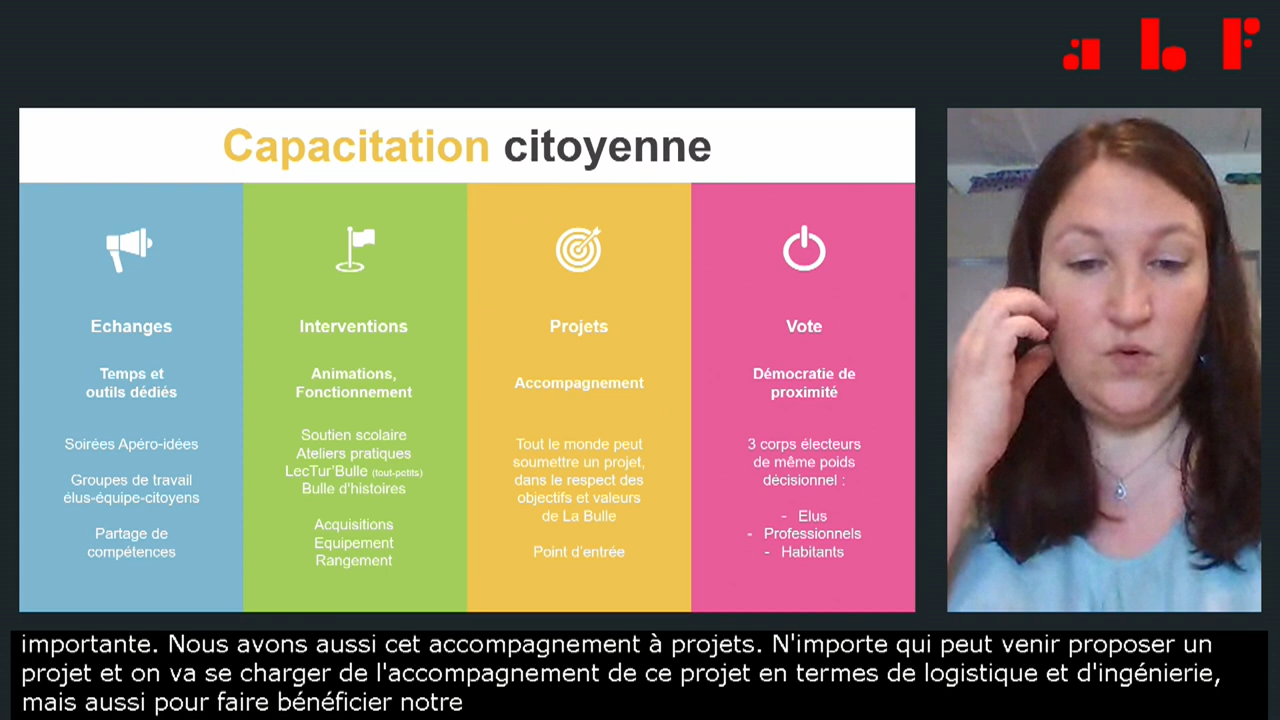 abf
Capacitation citoyenne
Echanges
Temps et
outils dédiés
Soirées Apéro-idées
Groupes de travail
élus-équipe-citoyens
Partage de
compétences
Interventions
Animations,
Fonctionnement
Soutien scolaire
Ateliers pratiques
LecTur'Bulle (tout-petits)
Bulle d'histoires
Acquisitions
Equipement
Rangement
Projets
Accompagnement
Tout le monde peut
soumettre un projet,
dans le respect des
objectifs et valeurs
de La Bulle
Point d'entrée
Vote
Démocratie de
proximité
3 corps électeurs
de même poids
décisionnel :
- Elus
- Professionnels
- Habitants
importante. Nous avons aussi cet accompagnement à projets. N'importe qui peut venir proposer un
projet et on va se charger de l'accompagnement de ce projet en termes de logistique et d'ingénierie,
mais aussi pour faire bénéficier notre